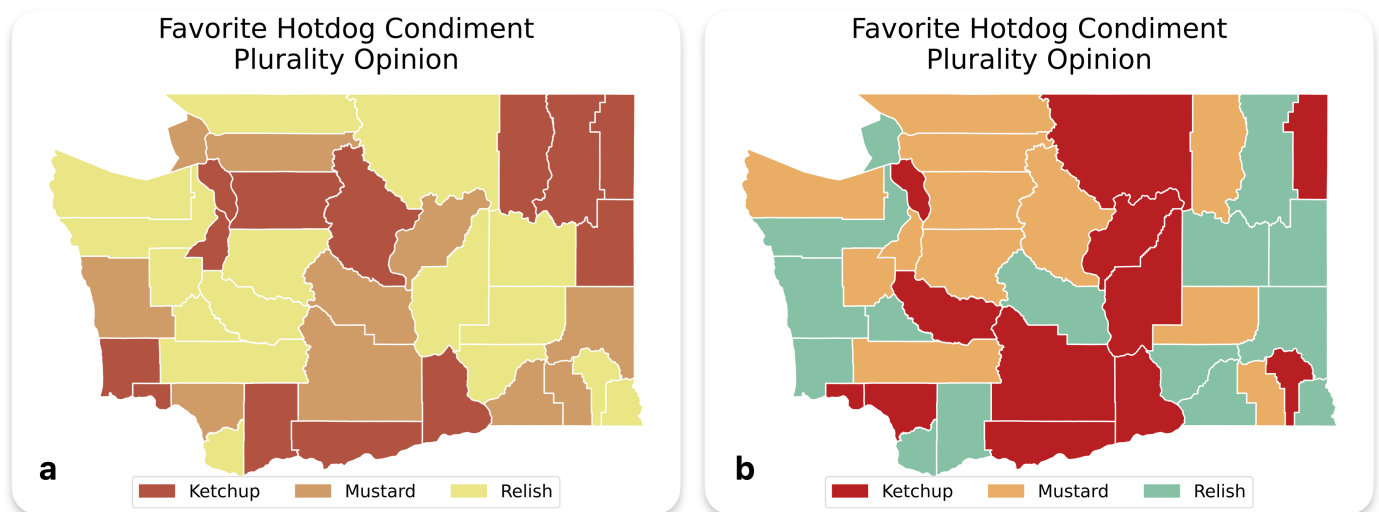 Favorite Hotdog Condiment
Plurality Opinion
a
Ketchup Mustard Relish
Favorite Hotdog Condiment
Plurality Opinion
b
Ketchup Mustard Relish